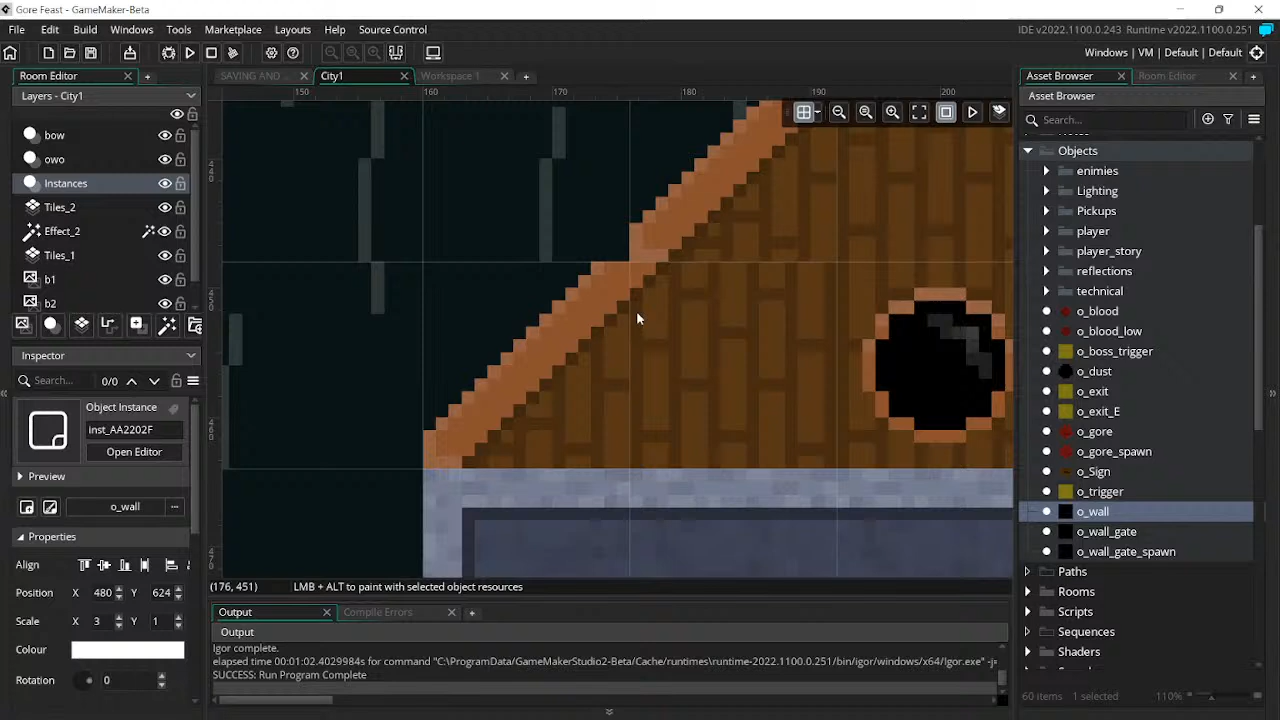 Gore Feast - GameMaker-Beta
File Edit Build Windows Tools Marketplace Layouts Help Source Control
IDE v2022.1100.0.243 Runtime v2022.1100.0.251
Windows | VM | Default | Default
Room Editor
SAVING AND
City1
Workspace 1
Asset Browser
Room Editor
Layers - City1
bow
owo
Instances
Tiles_2
Effect_2
Tiles_1
b1
b2
150 160 170 180 190 200
440
450
460
470
Inspector
Search... 0/0
Object Instance
inst_AA2202F
Open Editor
Preview
o_wall ...
Properties
Align
Position X 480 Y 624
Scale X 3 Y 1
Colour
Rotation 0
(176, 451) LMB + ALT to paint with selected object resources
Output
Compile Errors
Output
Igor complete.
elapsed time 00:01:02.4029984s for command "C:\ProgramData/GameMakerStudio2-Beta/Cache/runtimes\runtime-2022.1100.0.251/bin/igor/windows/x64/Igor.exe" -j=
SUCCESS: Run Program Complete
Asset Browser
Search...
Objects
enimies
Lighting
Pickups
player
player_story
reflections
technical
o_blood
o_blood_low
o_boss_trigger
o_dust
o_exit
o_exit_E
o_gore
o_gore_spawn
o_Sign
o_trigger
o_wall
o_wall_gate
o_wall_gate_spawn
Paths
Rooms
Scripts
Sequences
Shaders
60 items 1 selected 110%